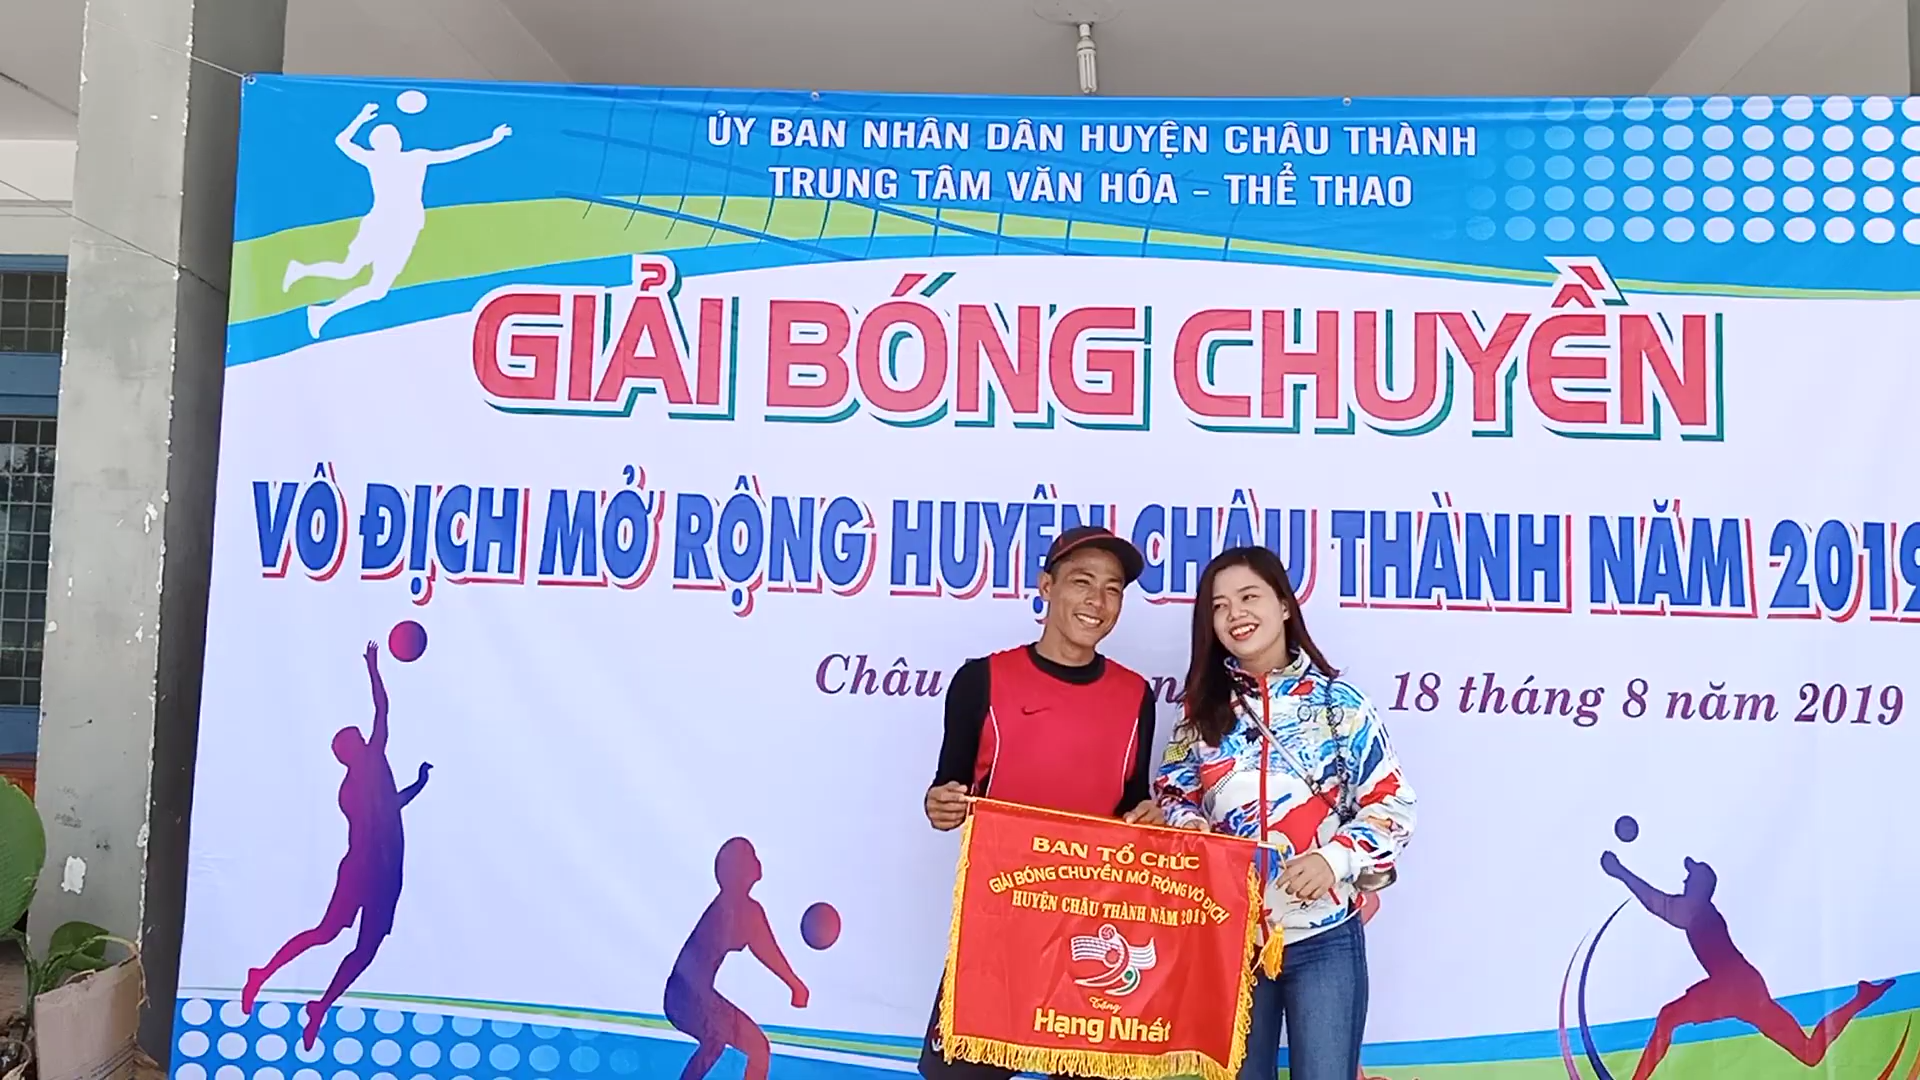 ỦY BAN NHÂN DÂN HUYỆN CHÂU THÀNH
TRUNG TÂM VĂN HÓA - THỂ THAO
GIẢI BÓNG CHUYỀN
VÔ ĐỊCH MỞ RỘNG HUYỆN CHÂU THÀNH NĂM 2019
Châu 18 tháng 8 năm 2019
BAN TỔ CHỨC
GIẢI BÓNG CHUYỀN MỞ RỘNG VÔ ĐỊCH
HUYỆN CHÂU THÀNH NĂM 2019
Tặng
Hạng Nhất